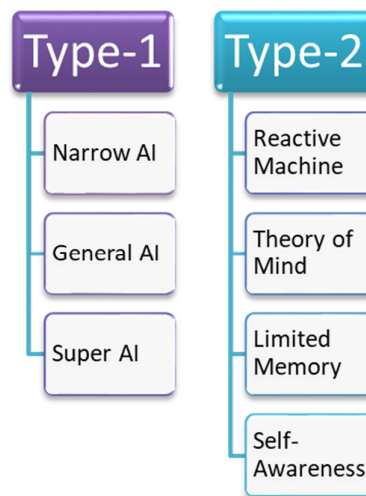 Type-1
Narrow AI
General AI
Super AI
Type-2
Reactive
Machine
Theory of
Mind
Limited
Memory
Self-
Awareness